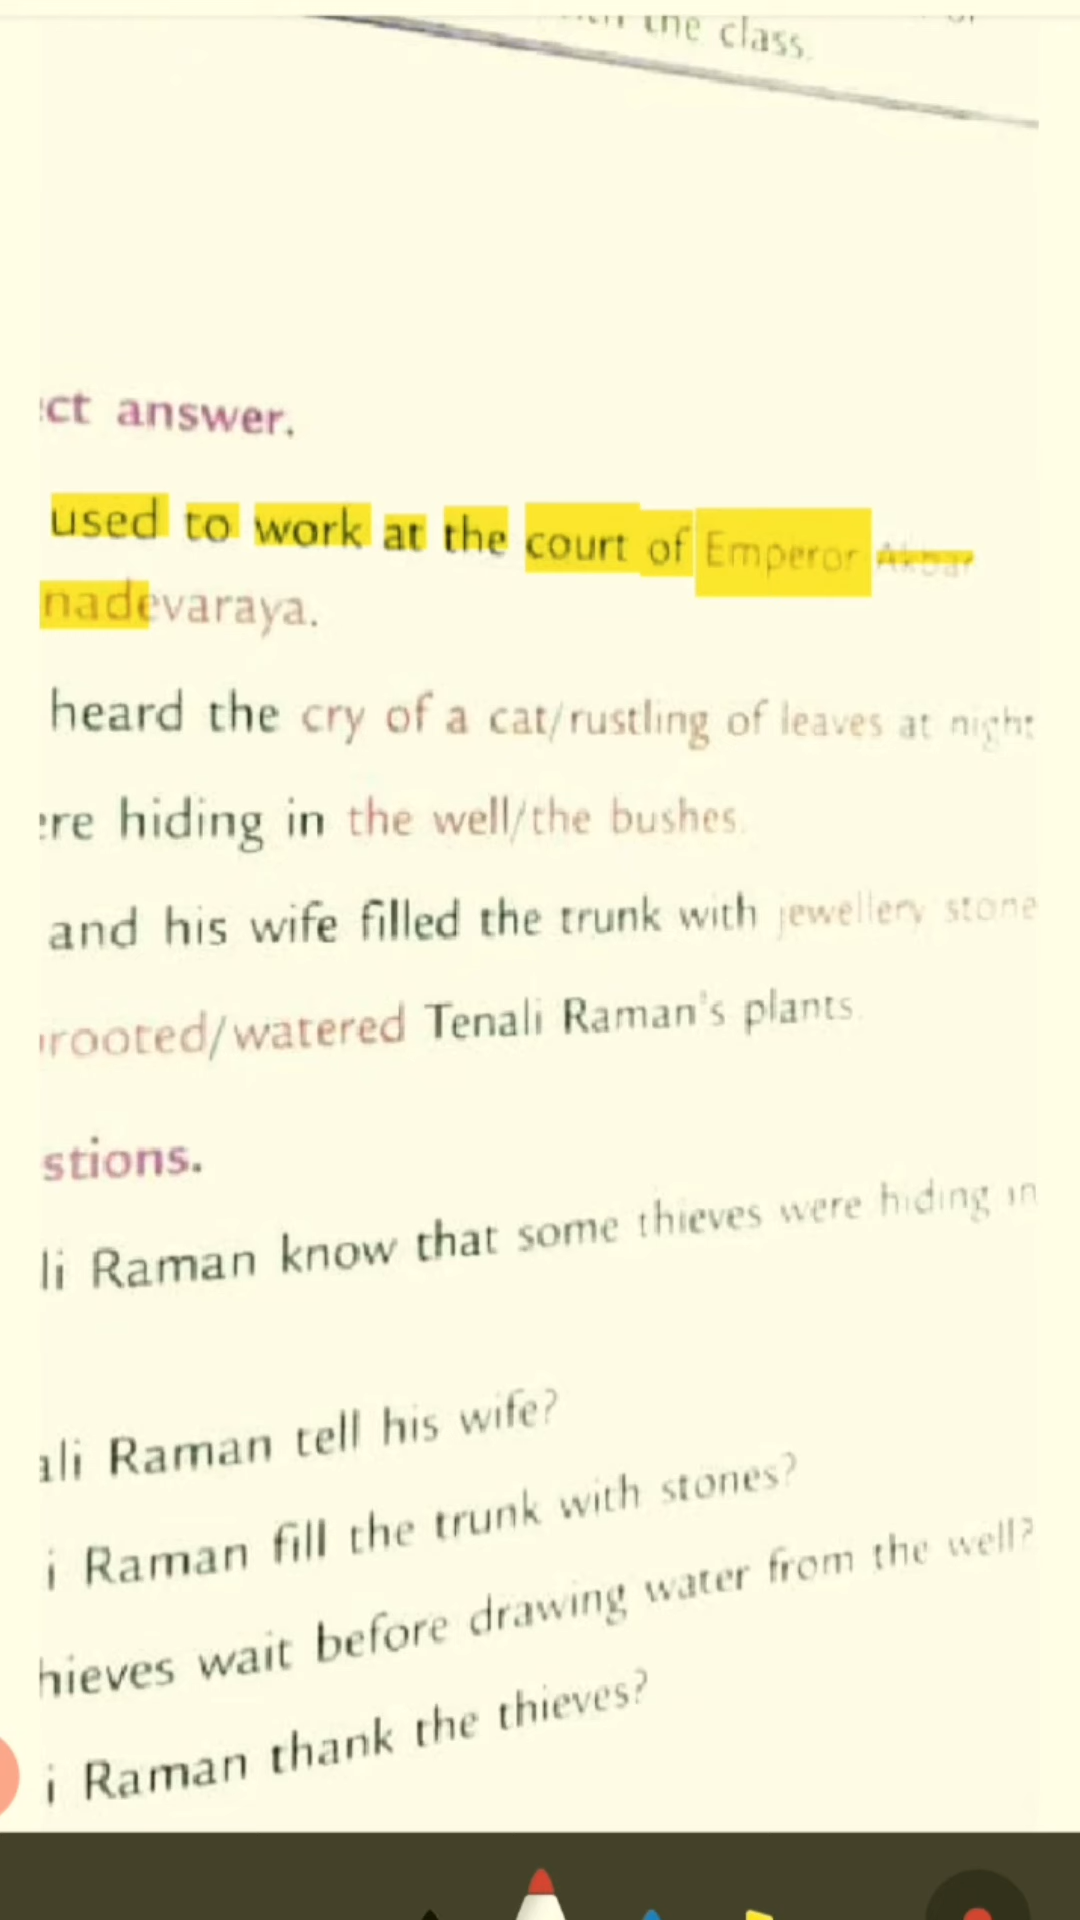 the class.
ct answer.
used to work at the court of Emperor Akbar
nadevaraya.
heard the cry of a cat/rustling of leaves at night
re hiding in the well/the bushes.
and his wife filled the trunk with jewellery stone
rooted/watered Tenali Raman's plants.
stions.
li Raman know that some thieves were hiding in
ali Raman tell his wife?
i Raman fill the trunk with stones?
hieves wait before drawing water from the well?
i Raman thank the thieves?